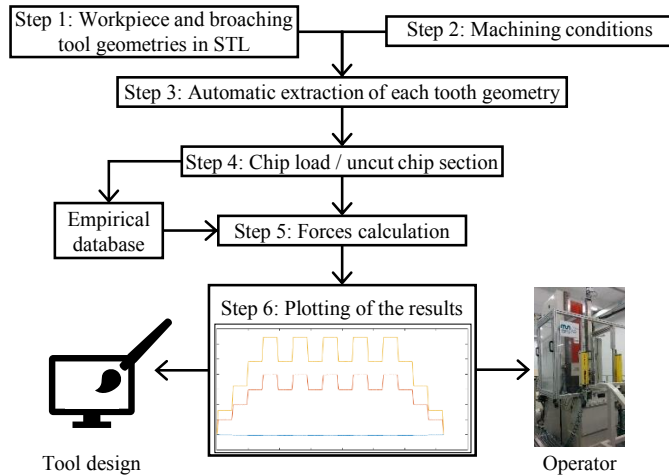 Step 1: Workpiece and broaching
tool geometries in STL
Step 2: Machining conditions
Step 3: Automatic extraction of each tooth geometry
Step 4: Chip load / uncut chip section
Empirical
database
Step 5: Forces calculation
Step 6: Plotting of the results
Tool design
Operator